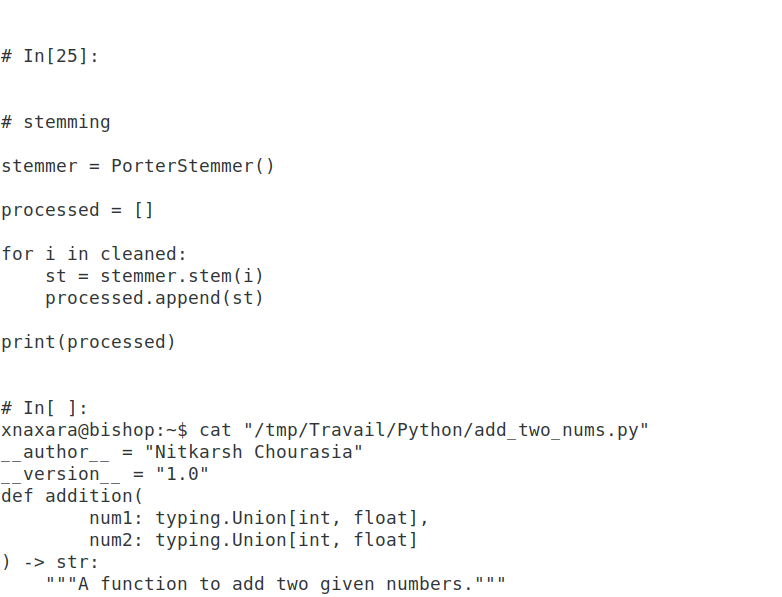 # In[25]:
# stemming
stemmer = PorterStemmer()
processed = []
for i in cleaned:
    st = stemmer.stem(i)
    processed.append(st)
print(processed)
# In[ ]:
xnaxara@bishop:~$ cat "/tmp/Travail/Python/add_two_nums.py"
__author__ = "Nitkarsh Chourasia"
__version__ = "1.0"
def addition(
        num1: typing.Union[int, float],
        num2: typing.Union[int, float]
) -> str:
    """A function to add two given numbers."""